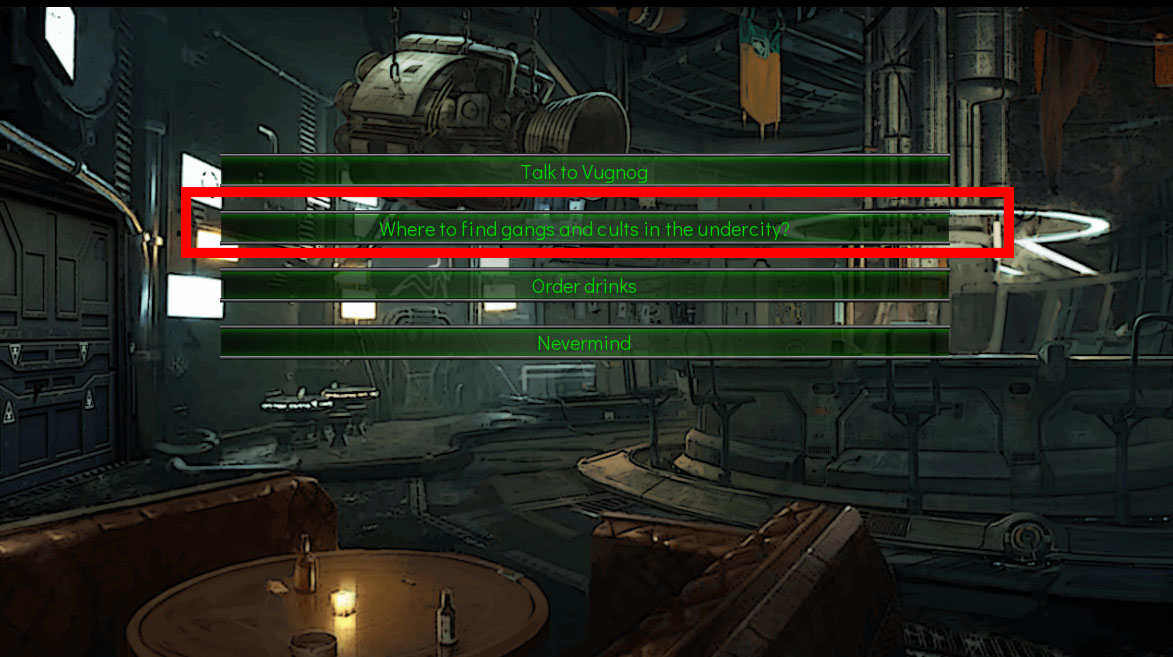 Talk to Vugnog
Where to find gangs and cults in the undercity?
Order drinks
Nevermind